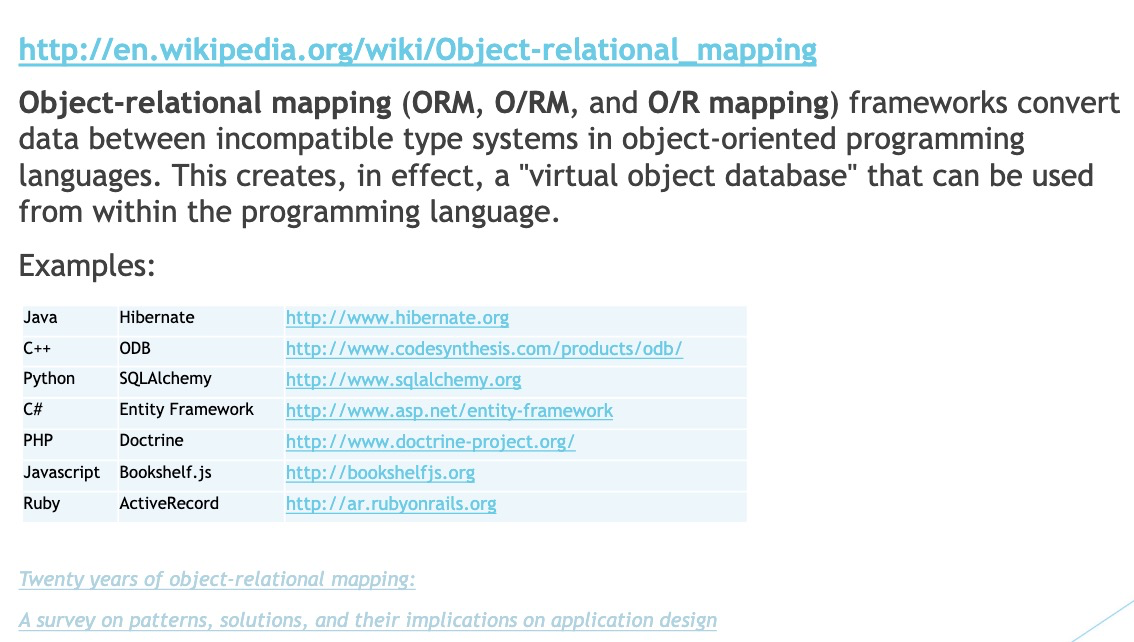 http://en.wikipedia.org/wiki/Object-relational_mapping
Object-relational mapping (ORM, O/RM, and O/R mapping) frameworks convert
data between incompatible type systems in object-oriented programming
languages. This creates, in effect, a "virtual object database" that can be used
from within the programming language.
Examples:
Java Hibernate http://www.hibernate.org
C++ ODB http://www.codesynthesis.com/products/odb/
Python SQLAlchemy http://www.sqlalchemy.org
C# Entity Framework http://www.asp.net/entity-framework
PHP Doctrine http://www.doctrine-project.org/
Javascript Bookshelf.js http://bookshelfjs.org
Ruby ActiveRecord http://ar.rubyonrails.org
Twenty years of object-relational mapping:
A survey on patterns, solutions, and their implications on application design